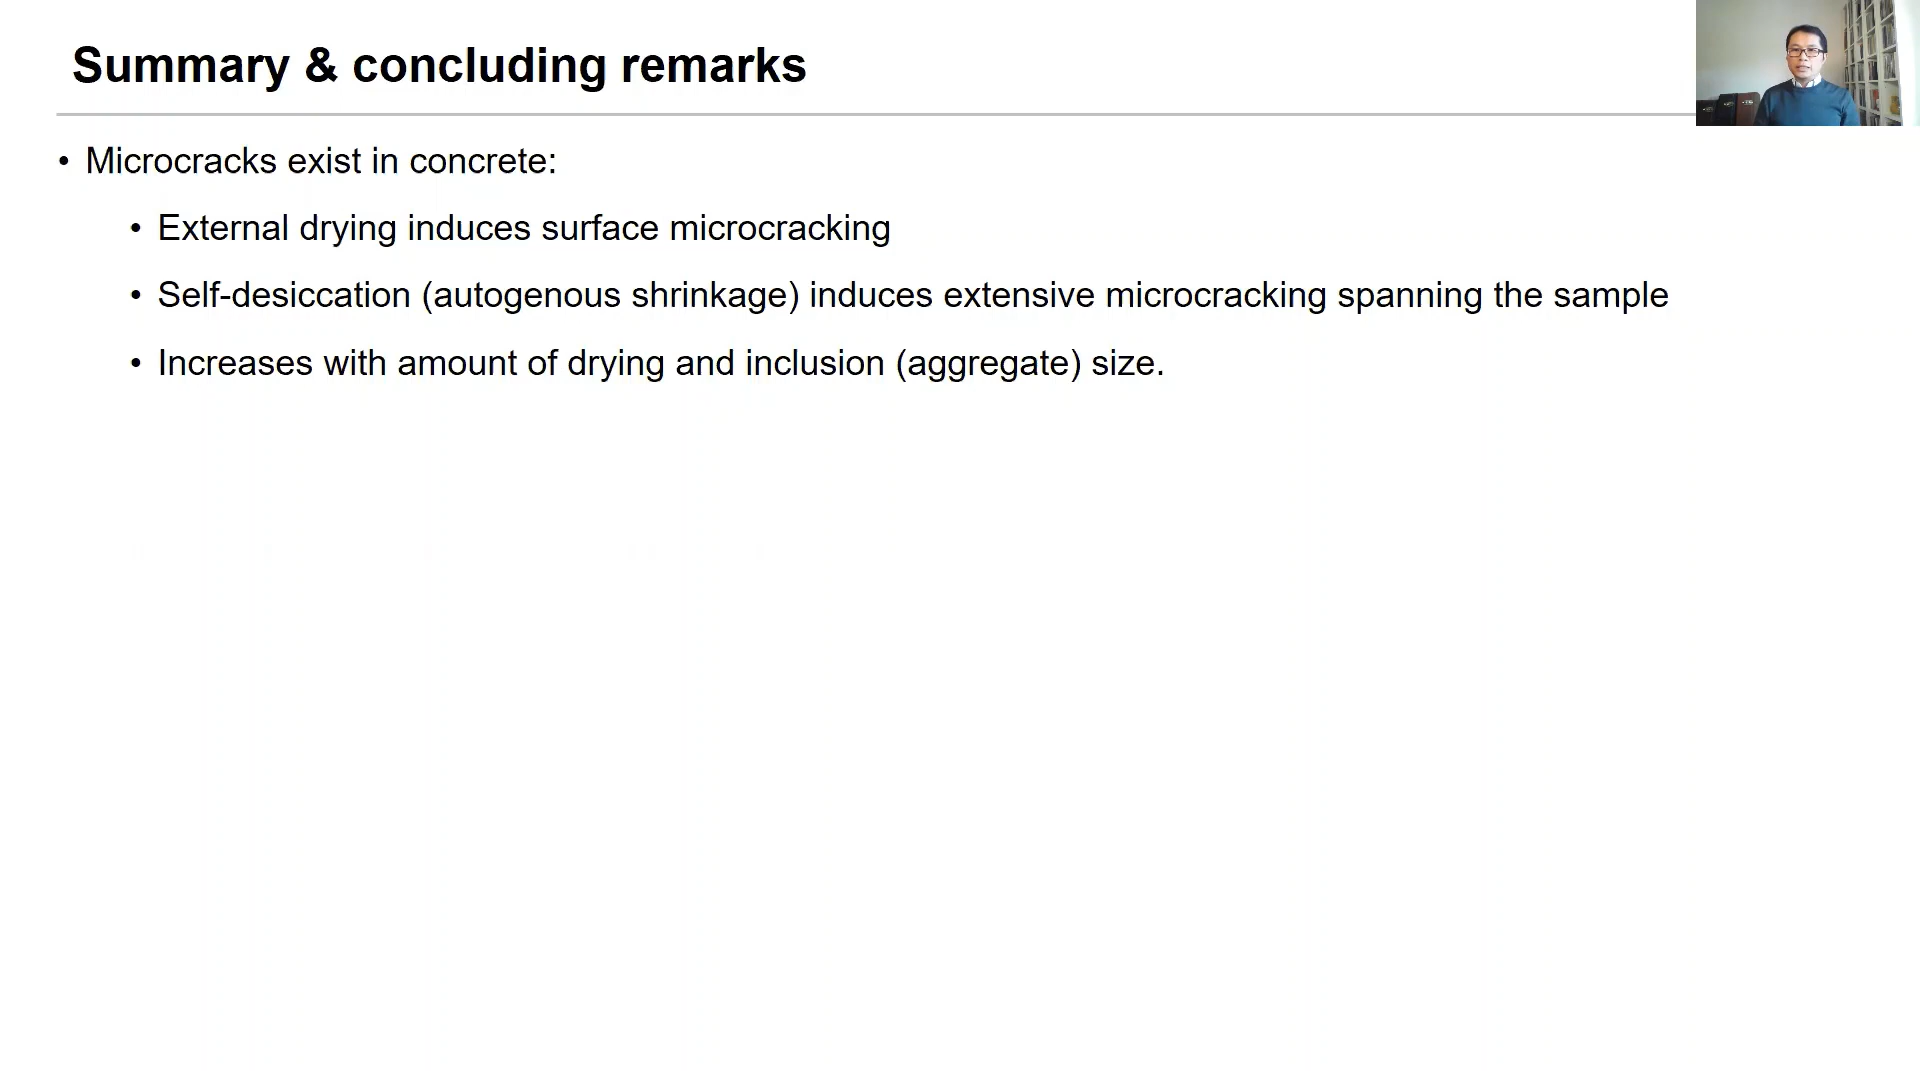 Summary & concluding remarks
• Microcracks exist in concrete:
• External drying induces surface microcracking
• Self-desiccation (autogenous shrinkage) induces extensive microcracking spanning the sample
• Increases with amount of drying and inclusion (aggregate) size.